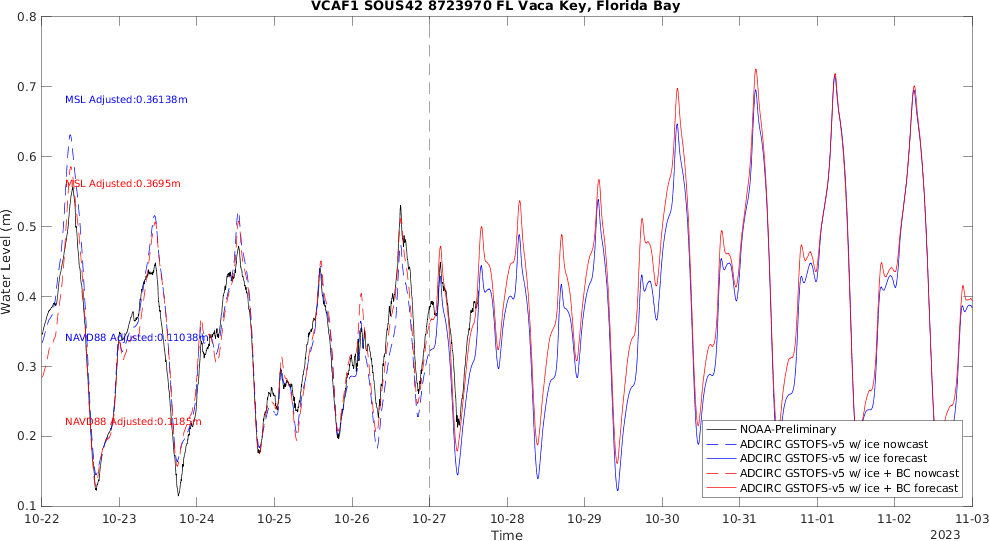 VCAF1 SOUS42 8723970 FL Vaca Key, Florida Bay
0.8
0.7
0.6
0.5
0.4
0.3
0.2
0.1
Water Level (m)
MSL Adjusted:0.36138m
MSL Adjusted:0.3695m
NAVD88 Adjusted:0.11038m
NAVD88 Adjusted:0.1185m
NOAA-Preliminary
ADCIRC GSTOFS-v5 w/ ice nowcast
ADCIRC GSTOFS-v5 w/ ice forecast
ADCIRC GSTOFS-v5 w/ ice + BC nowcast
ADCIRC GSTOFS-v5 w/ ice + BC forecast
10-22 10-23 10-24 10-25 10-26 10-27 10-28 10-29 10-30 10-31 11-01 11-02 11-03
Time
2023